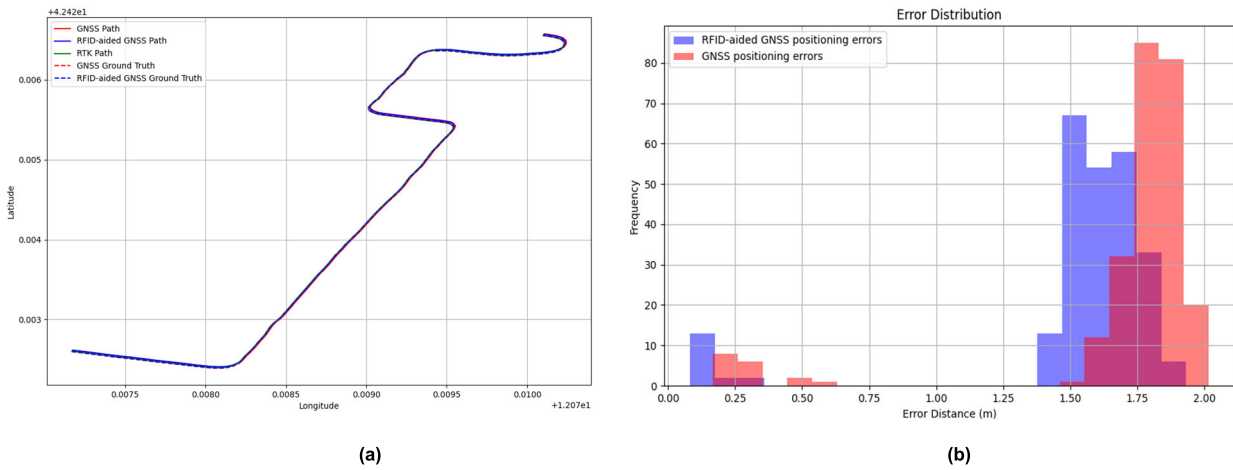 +4.242e1
GNSS Path
RFID-aided GNSS Path
RTK Path
GNSS Ground Truth
RFID-aided GNSS Ground Truth
0.006
0.005
0.004
0.003
Latitude
0.0075 0.0080 0.0085 0.0090 0.0095 0.0100
Longitude
+1.207e1
(a)
Error Distribution
RFID-aided GNSS positioning errors
GNSS positioning errors
80
70
60
50
40
30
20
10
0
Frequency
0.00 0.25 0.50 0.75 1.00 1.25 1.50 1.75 2.00
Error Distance (m)
(b)